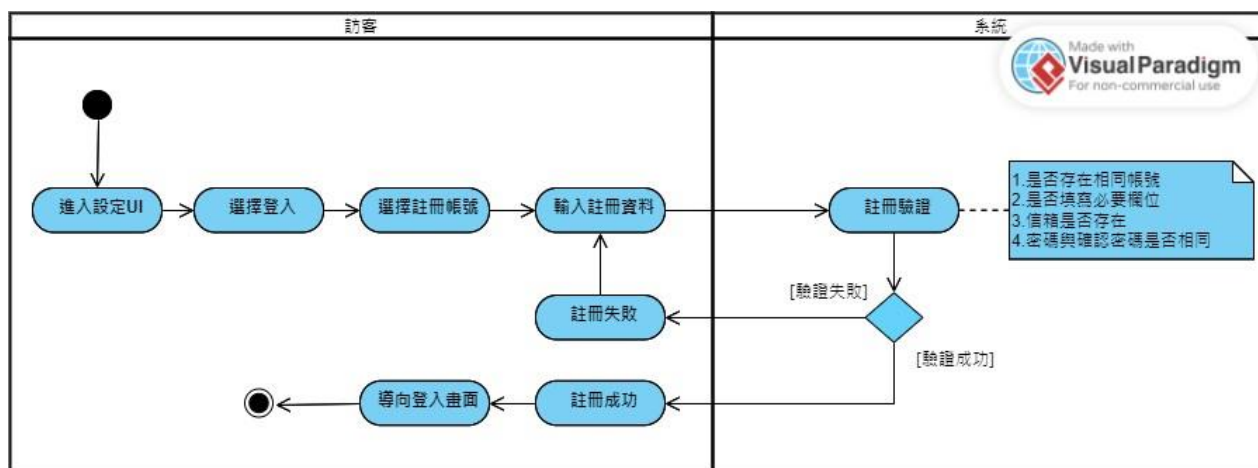 訪客
系統
Made with
Visual Paradigm
For non-commercial use
進入設定UI
選擇登入
選擇註冊帳號
輸入註冊資料
註冊驗證
1.是否存在相同帳號
2.是否填寫必要欄位
3.信箱是否存在
4.密碼與確認密碼是否相同
[驗證失敗]
註冊失敗
[驗證成功]
導向登入畫面
註冊成功